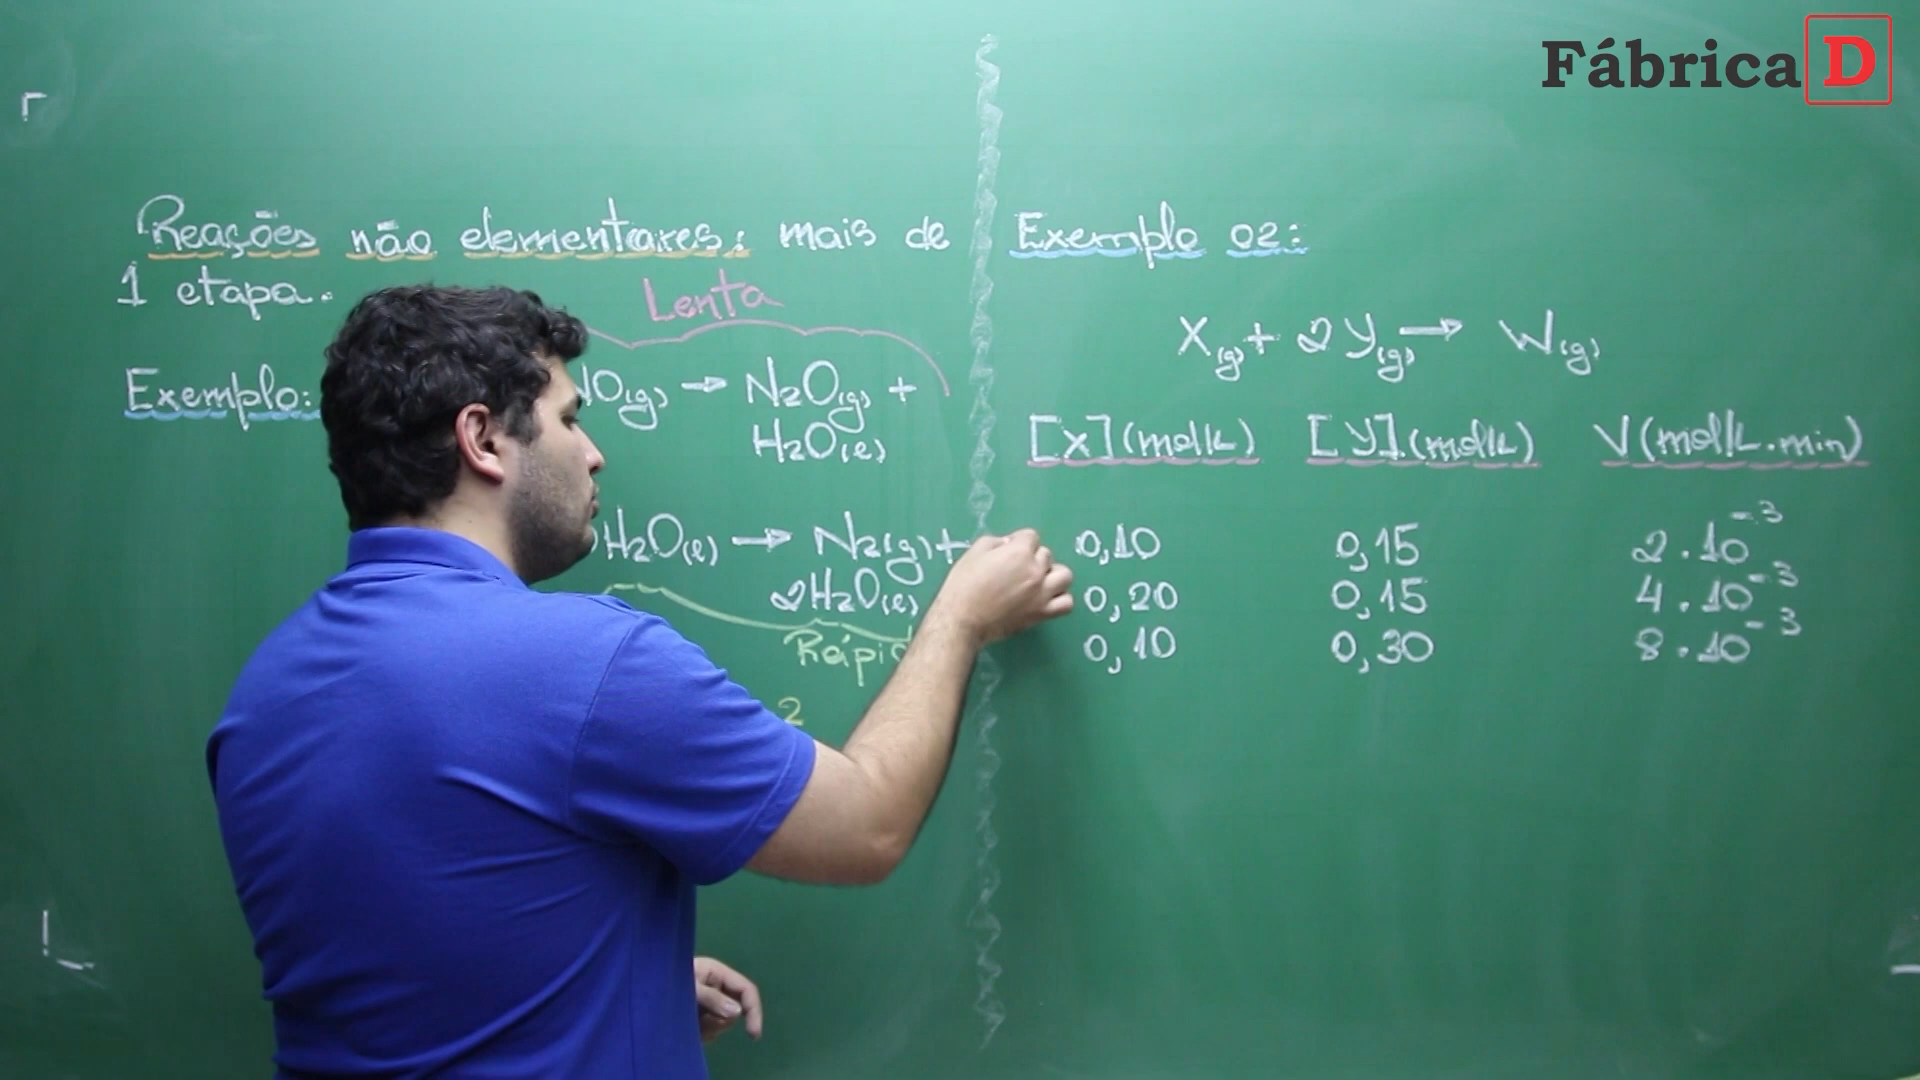 Fábrica D
Reações não elementares: mais de
1 etapa.
Lenta
Exemplo: NO(g) → N₂O(g) +
H₂O(l)
H₂O(l) → N₂(g) +
2H₂O(l)
2
Exemplo 02:
X(g) + 2Y(g) → W(g)
[X](mol/L) [Y](mol/L) V(mol/L.min)
0,10 0,15 2.10⁻³
0,20 0,15 4.10⁻³
0,10 0,30 8.10⁻³